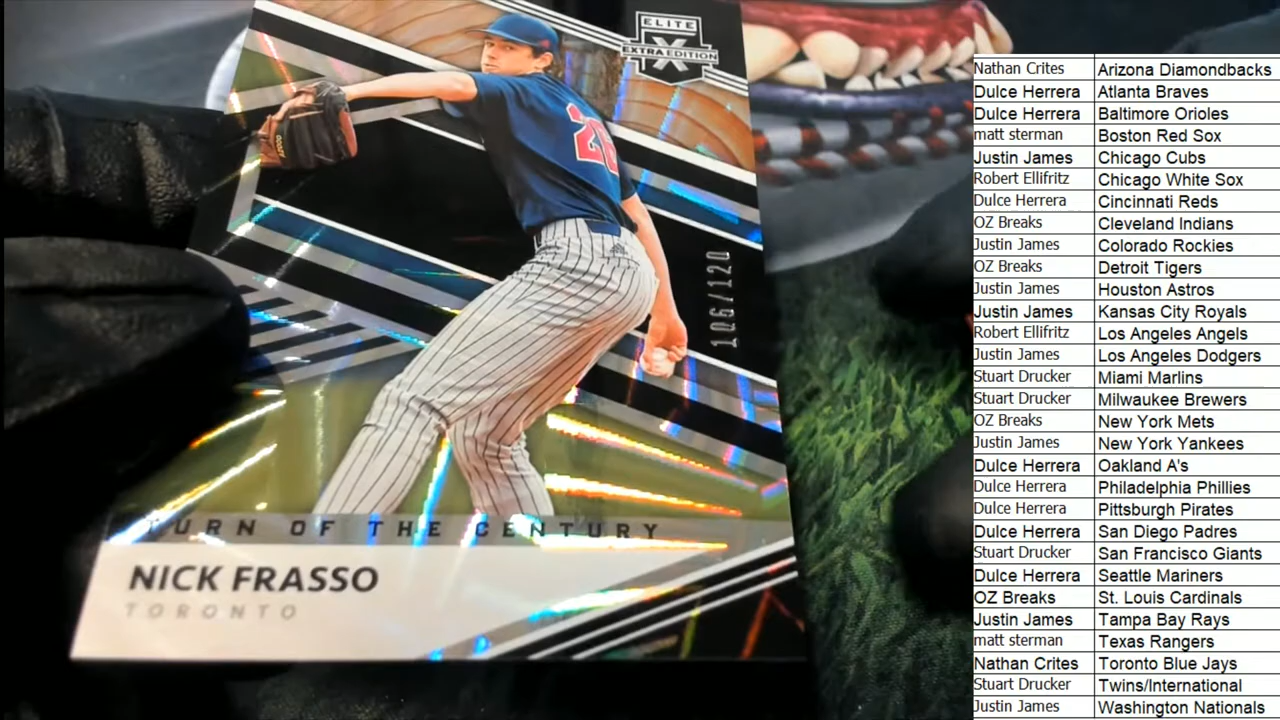 ELITE
X
EXTRA EDITION
26
106/120
TURN OF THE CENTURY
NICK FRASSO
TORONTO
Nathan Crites Arizona Diamondbacks
Dulce Herrera Atlanta Braves
Dulce Herrera Baltimore Orioles
matt sterman Boston Red Sox
Justin James Chicago Cubs
Robert Ellifritz Chicago White Sox
Dulce Herrera Cincinnati Reds
OZ Breaks Cleveland Indians
Justin James Colorado Rockies
OZ Breaks Detroit Tigers
Justin James Houston Astros
Justin James Kansas City Royals
Robert Ellifritz Los Angeles Angels
Justin James Los Angeles Dodgers
Stuart Drucker Miami Marlins
Stuart Drucker Milwaukee Brewers
OZ Breaks New York Mets
Justin James New York Yankees
Dulce Herrera Oakland A's
Dulce Herrera Philadelphia Phillies
Dulce Herrera Pittsburgh Pirates
Dulce Herrera San Diego Padres
Stuart Drucker San Francisco Giants
Dulce Herrera Seattle Mariners
OZ Breaks St. Louis Cardinals
Justin James Tampa Bay Rays
matt sterman Texas Rangers
Nathan Crites Toronto Blue Jays
Stuart Drucker Twins/International
Justin James Washington Nationals